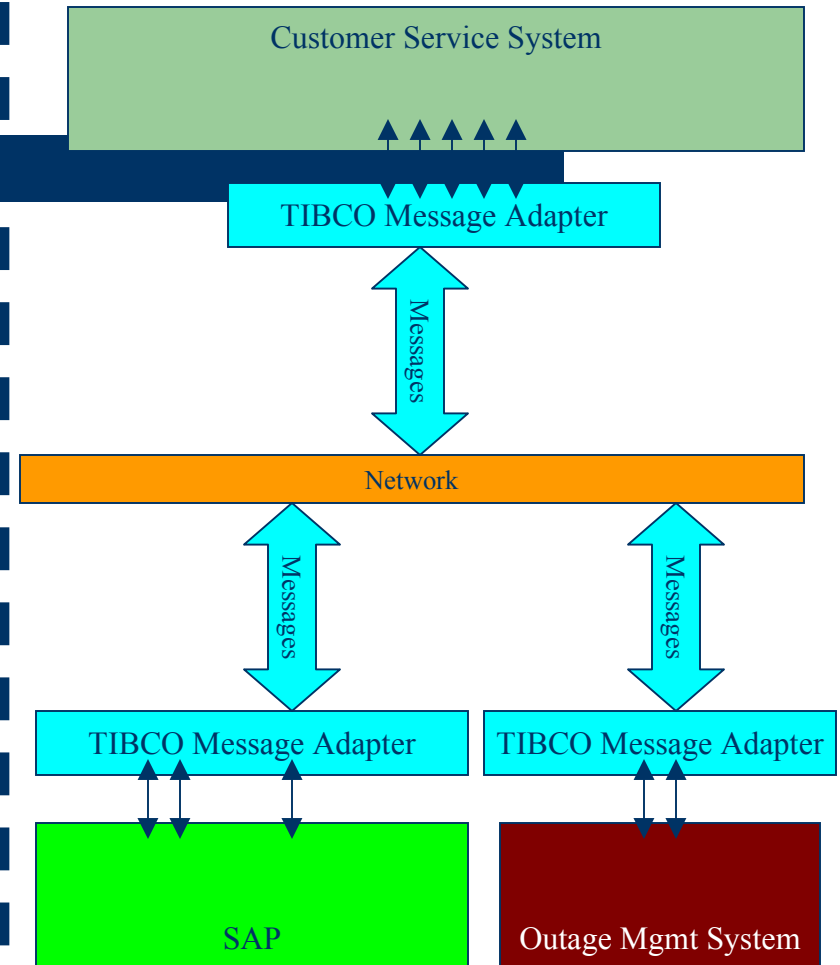 Customer Service System
TIBCO Message Adapter
Messages
Network
Messages
Messages
TIBCO Message Adapter
TIBCO Message Adapter
SAP
Outage Mgmt System